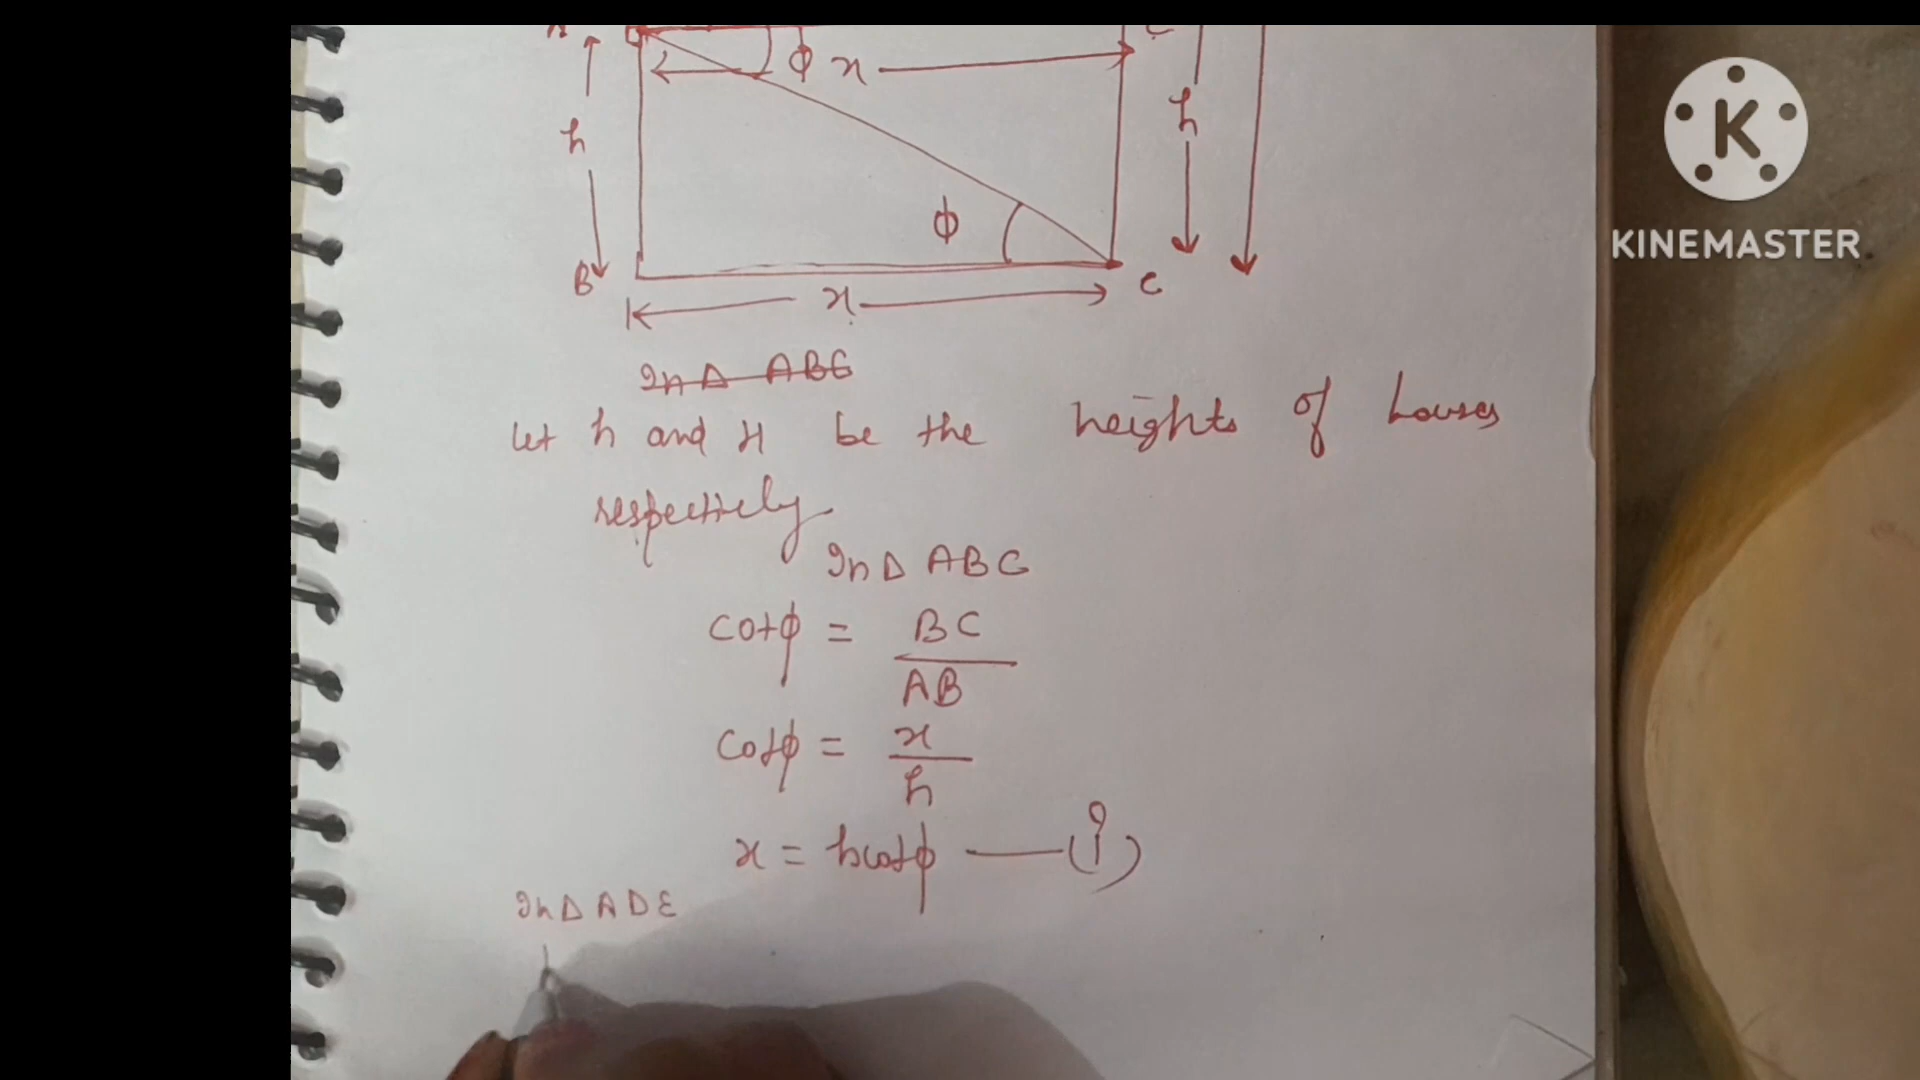 ϕ x
h
h
ϕ
B
x
C
In Δ ABC
let h and H be the heights of houses
respectively
In Δ ABC
cotϕ = BC
AB
cotϕ = x
h
x = hcotϕ —— (i)
In Δ ADE
K
KINEMASTER